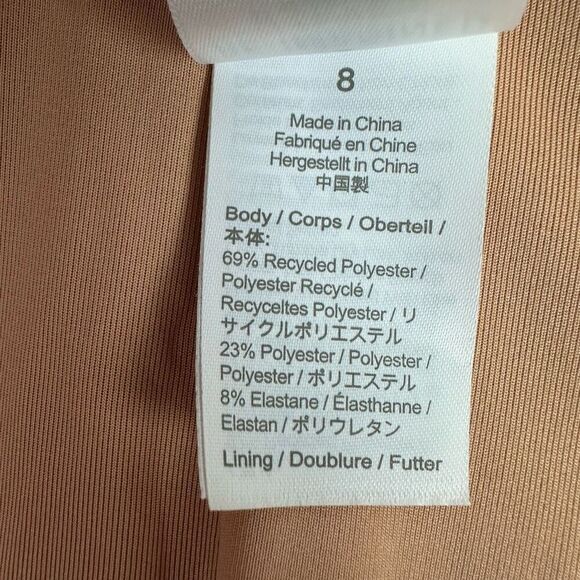 8
Made in China
Fabriqué en Chine
Hergestellt in China
中国製
Body / Corps / Oberteil /
本体:
69% Recycled Polyester /
Polyester Recyclé /
Recyceltes Polyester / リ
サイクルポリエステル
23% Polyester / Polyester /
Polyester / ポリエステル
8% Elastane / Élasthanne /
Elastan / ポリウレタン
Lining / Doublure / Futter